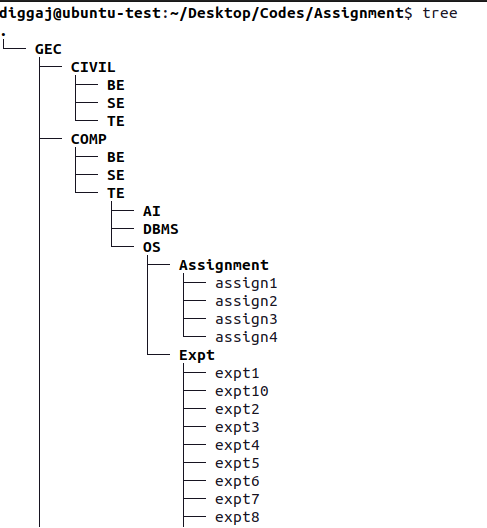 diggaj@ubuntu-test:~/Desktop/Codes/Assignment$ tree
.
└── GEC
    ├── CIVIL
    │   ├── BE
    │   ├── SE
    │   └── TE
    ├── COMP
    │   ├── BE
    │   ├── SE
    │   └── TE
    │       ├── AI
    │       ├── DBMS
    │       └── OS
    │           ├── Assignment
    │           │   ├── assign1
    │           │   ├── assign2
    │           │   ├── assign3
    │           │   └── assign4
    │           └── Expt
    │               ├── expt1
    │               ├── expt10
    │               ├── expt2
    │               ├── expt3
    │               ├── expt4
    │               ├── expt5
    │               ├── expt6
    │               ├── expt7
    │               ├── expt8